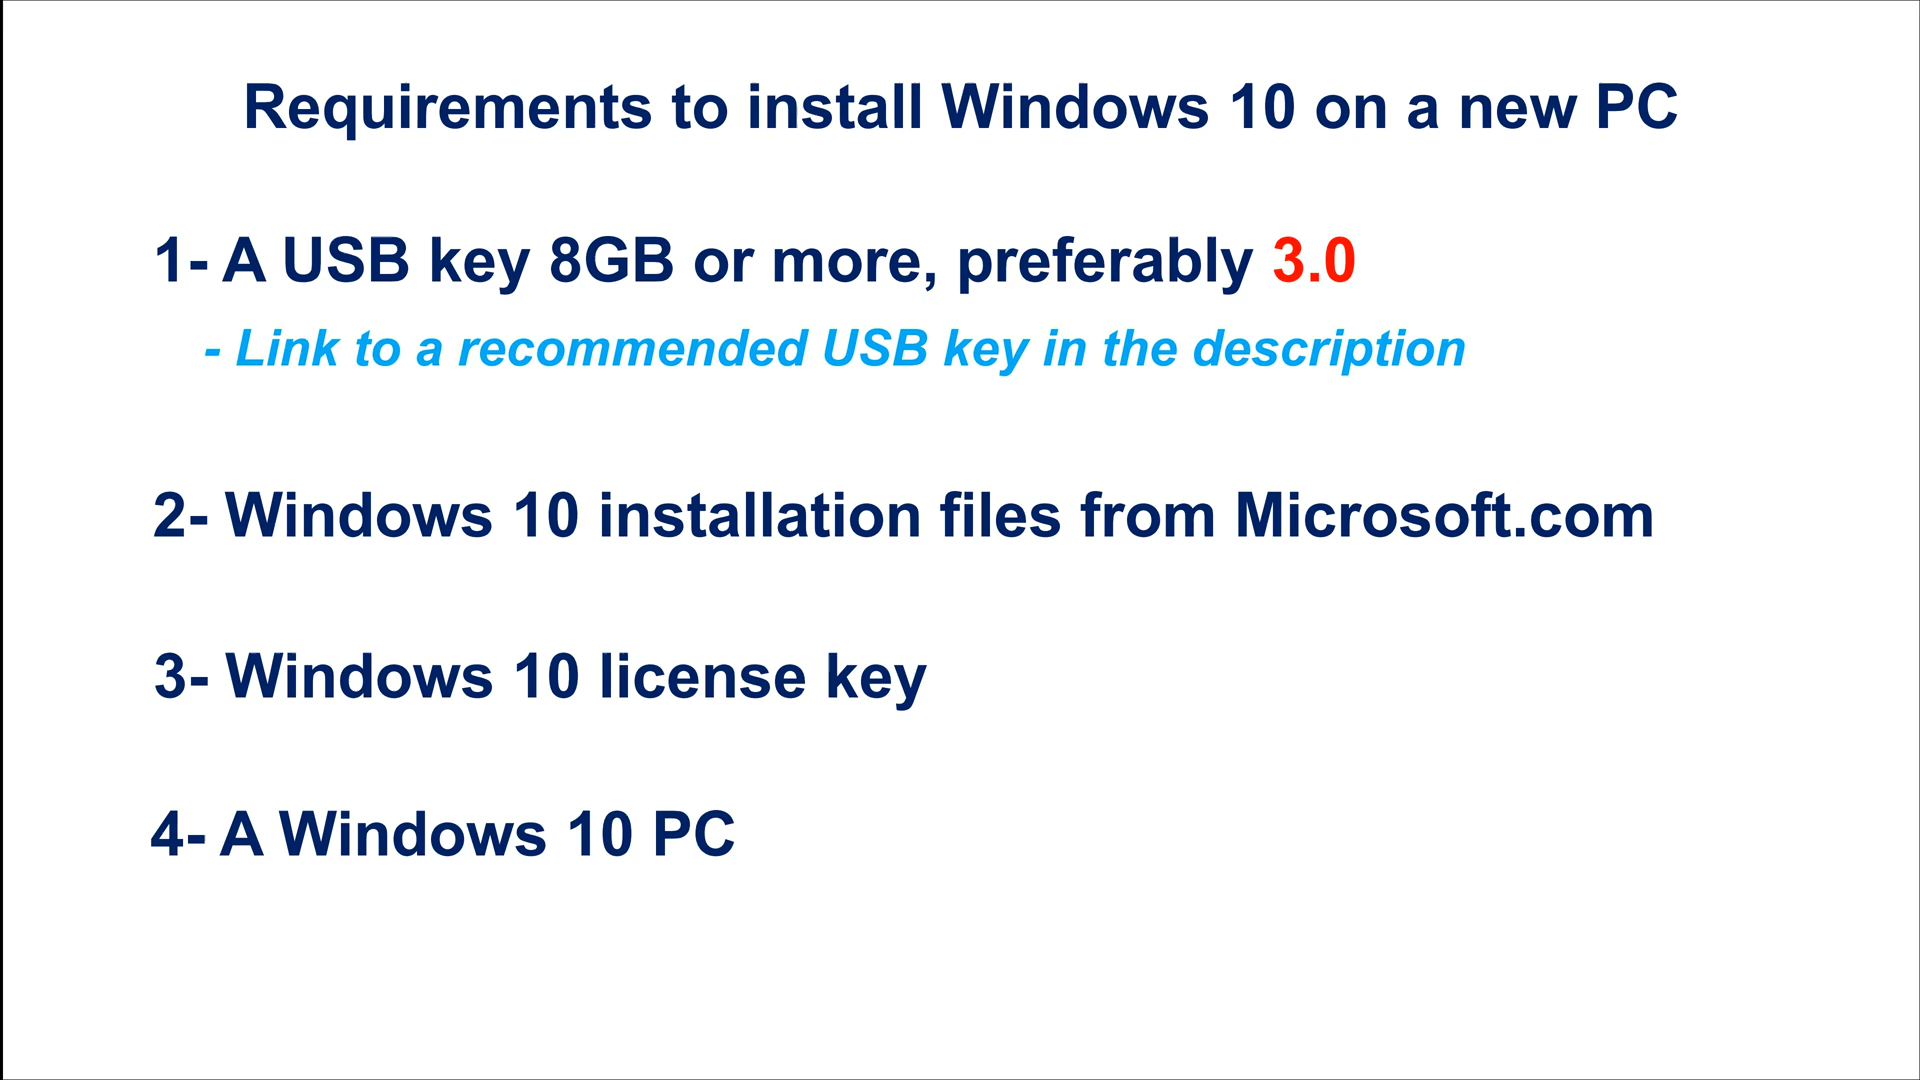 Requirements to install Windows 10 on a new PC
1- A USB key 8GB or more, preferably 3.0
- Link to a recommended USB key in the description
2- Windows 10 installation files from Microsoft.com
3- Windows 10 license key
4- A Windows 10 PC